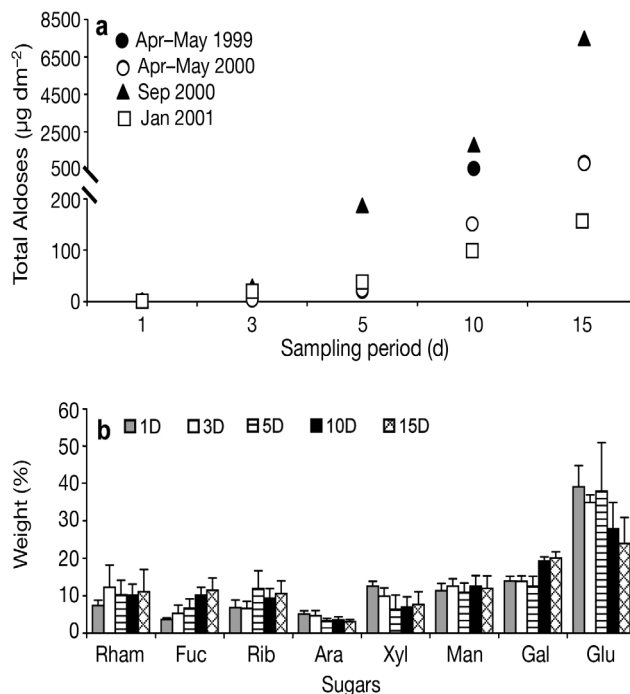 a
Apr–May 1999
Apr–May 2000
Sep 2000
Jan 2001
Total Aldoses (µg dm⁻²)
8500
7500
6500
4500
2500
500
200
100
0
1 3 5 10 15
Sampling period (d)
b 1D 3D 5D 10D 15D
Weight (%)
60
50
40
30
20
10
0
Rham Fuc Rib Ara Xyl Man Gal Glu
Sugars